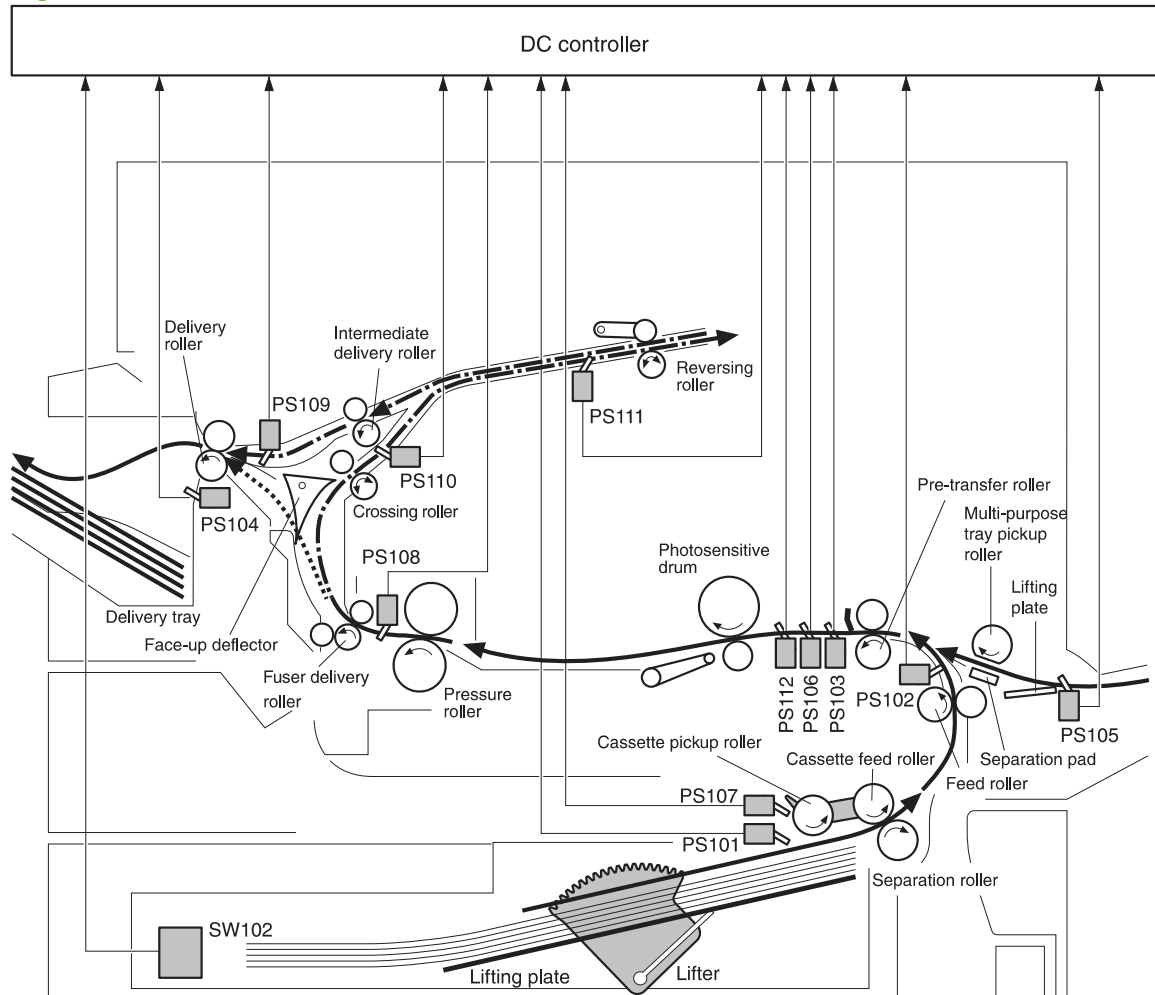 DC controller
Delivery
roller
Intermediate
delivery roller
Reversing
roller
PS109
PS111
PS110
Pre-transfer roller
PS104
Crossing roller
Multi-purpose
tray pickup
roller
PS108
Photosensitive
drum
Lifting
plate
Delivery tray
Face-up deflector
Fuser delivery
roller
Pressure
roller
PS112
PS106
PS103
PS102
PS105
Cassette pickup roller
Separation pad
Cassette feed roller
Feed roller
PS107
PS101
Separation roller
SW102
Lifting plate
Lifter